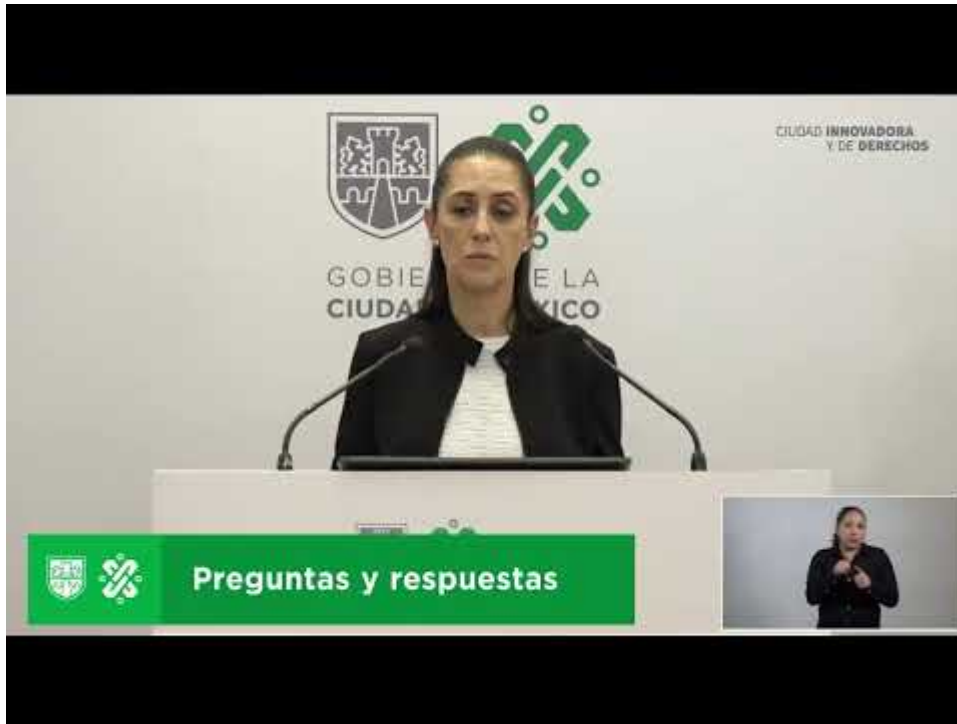 CIUDAD INNOVADORA
Y DE DERECHOS
GOBIE E LA
CIUDA XICO
Preguntas y respuestas